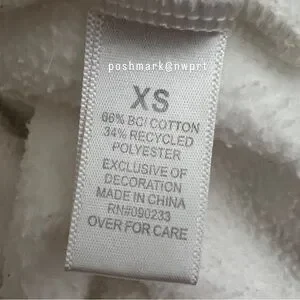 poshmark@nwprt
XS
66% BCI COTTON
34% RECYCLED
POLYESTER
EXCLUSIVE OF
DECORATION
MADE IN CHINA
RN#090233
OVER FOR CARE